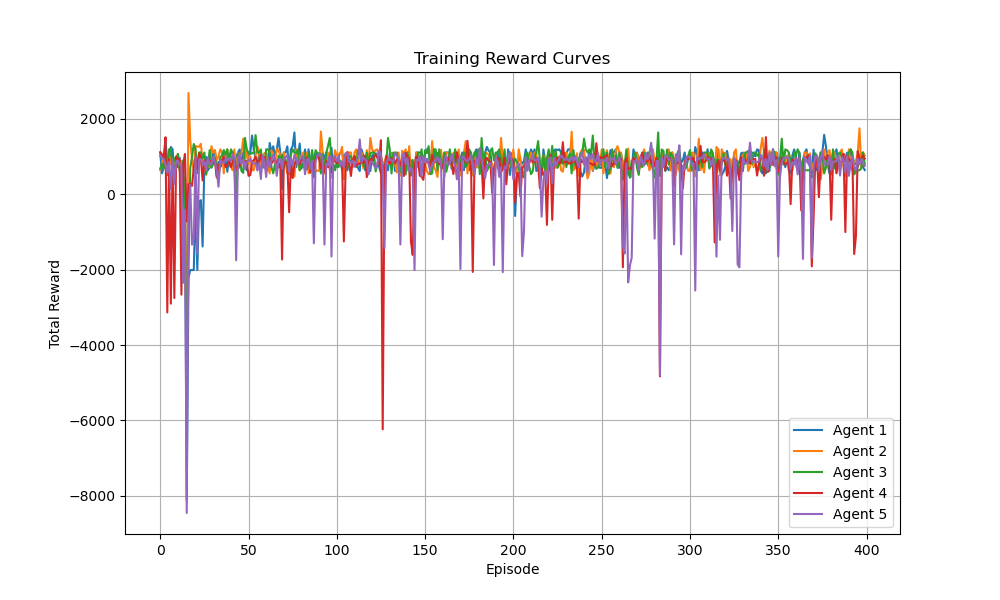 Training Reward Curves
Total Reward
2000
0
−2000
−4000
−6000
−8000
0 50 100 150 200 250 300 350 400
Episode
Agent 1
Agent 2
Agent 3
Agent 4
Agent 5